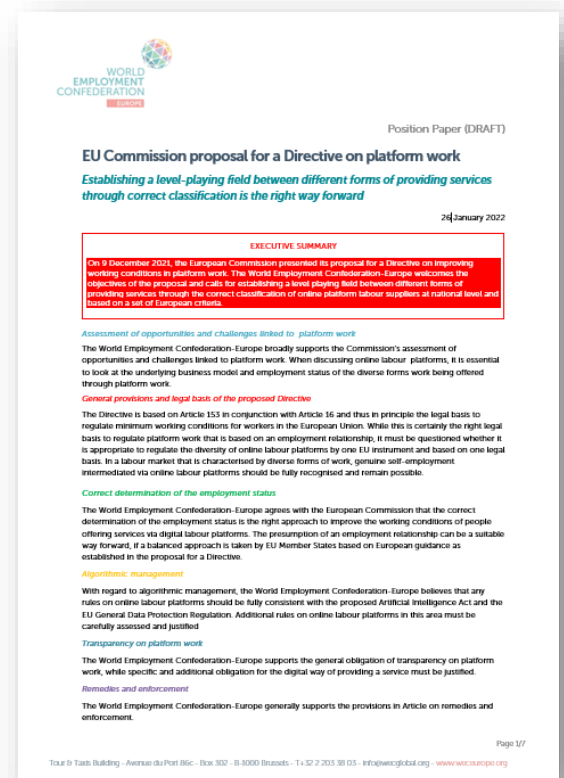 WORLD
EMPLOYMENT
CONFEDERATION
EUROPE
Position Paper (DRAFT)
EU Commission proposal for a Directive on platform work
Establishing a level-playing field between different forms of providing services
through correct classification is the right way forward
26 January 2022
EXECUTIVE SUMMARY
On 9 December 2021, the European Commission presented its proposal for a Directive on improving
working conditions in platform work. The World Employment Confederation-Europe welcomes the
objectives of the proposal and calls for establishing a level playing field between different forms of
providing services through the correct classification of online platform labour suppliers at national level and
based on a set of European criteria.
Assessment of opportunities and challenges linked to platform work
The World Employment Confederation-Europe broadly supports the Commission's assessment of
opportunities and challenges linked to platform work. When discussing online labour platforms, it is essential
to look at the underlying business model and employment status of the diverse forms work being offered
through platform work.
General provisions and legal basis of the proposed Directive
The Directive is based on Article 153 in conjunction with Article 16 and thus in principle the legal basis to
regulate minimum working conditions for workers in the European Union. While this is certainly the right legal
basis to regulate platform work that is based on an employment relationship, it must be questioned whether it
is appropriate to regulate the diversity of online labour platforms by one EU instrument and based on one legal
basis. In a labour market that is characterised by diverse forms of work, genuine self-employment
intermediated via online labour platforms should be fully recognised and remain possible.
Correct determination of the employment status
The World Employment Confederation-Europe agrees with the European Commission that the correct
determination of the employment status is the right approach to improve the working conditions of people
offering services via digital labour platforms. The presumption of an employment relationship can be a suitable
way forward, if a balanced approach is taken by EU Member States based on European guidance as
established in the proposal for a Directive.
Algorithmic management
With regard to algorithmic management, the World Employment Confederation-Europe believes that any
rules on online labour platforms should be fully consistent with the proposed Artificial Intelligence Act and the
EU General Data Protection Regulation. Additional rules on online labour platforms in this area must be
carefully assessed and justified
Transparency on platform work
The World Employment Confederation-Europe supports the general obligation of transparency on platform
work, while specific and additional obligation for the digital way of providing a service must be justified.
Remedies and enforcement
The World Employment Confederation-Europe generally supports the provisions in Article on remedies and
enforcement.
Page 1/7
Tour & Taxis Building - Avenue du Port 86c - Box 302 - B-1000 Brussels - T+ 32 2 203 38 03 - info@wecglobal.org - www.weceurope.org